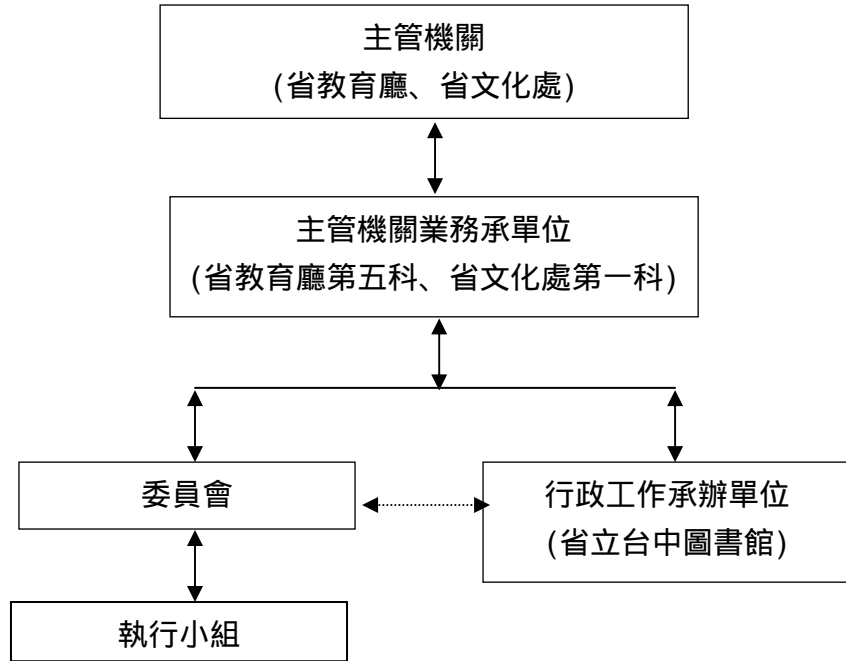 主管機關
(省教育廳、省文化處)
主管機關業務承單位
(省教育廳第五科、省文化處第一科)
委員會
行政工作承辦單位
(省立台中圖書館)
執行小組